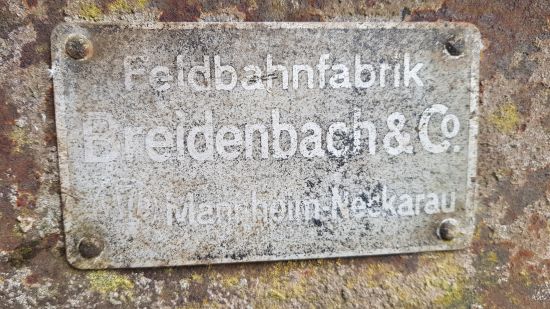 Feldbahnfabrik
Breidenbach & Co.
Mannheim-Neckarau